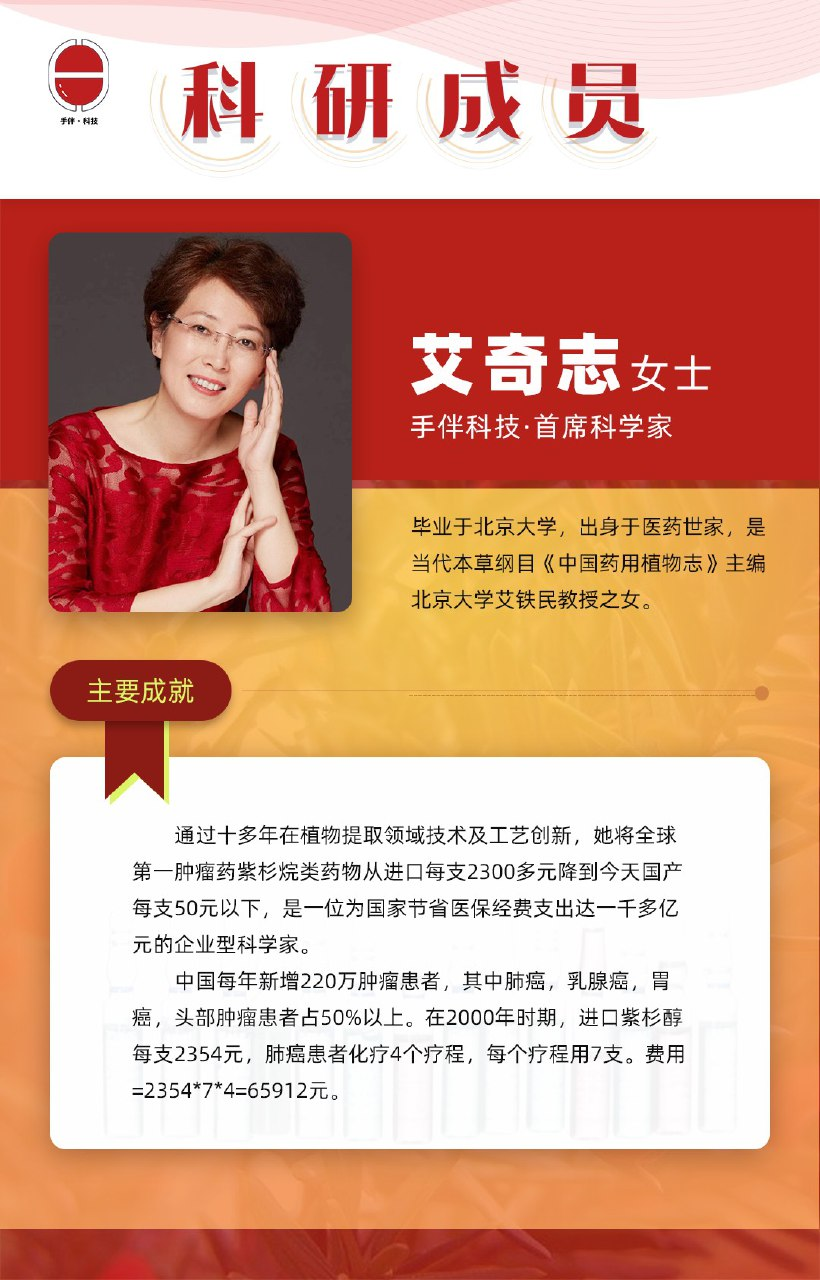 手伴·科技
科研成员
艾奇志 女士
手伴科技·首席科学家
毕业于北京大学，出身于医药世家，是
当代本草纲目《中国药用植物志》主编
北京大学艾铁民教授之女。
主要成就
通过十多年在植物提取领域技术及工艺创新，她将全球
第一肿瘤药紫杉烷类药物从进口每支2300多元降到今天国产
每支50元以下，是一位为国家节省医保经费支出达一千多亿
元的企业型科学家。
中国每年新增220万肿瘤患者，其中肺癌，乳腺癌，胃
癌，头部肿瘤患者占50%以上。在2000年时期，进口紫杉醇
每支2354元，肺癌患者化疗4个疗程，每个疗程用7支。费用
=2354*7*4=65912元。